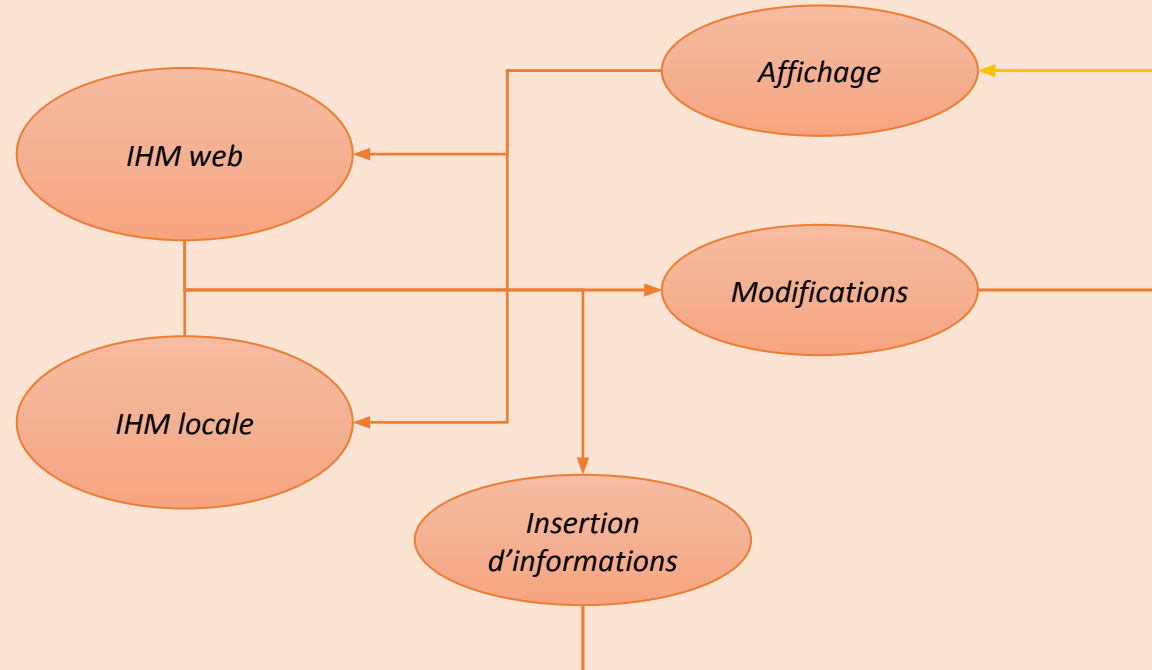 Affichage
IHM web
Modifications
IHM locale
Insertion
d’informations